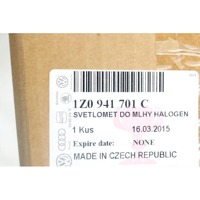 1Z0 941 701 C
SVETLOMET DO MLHY HALOGEN
1 Kus 16.03.2015
Expire date: NONE
MADE IN CZECH REPUBLIC